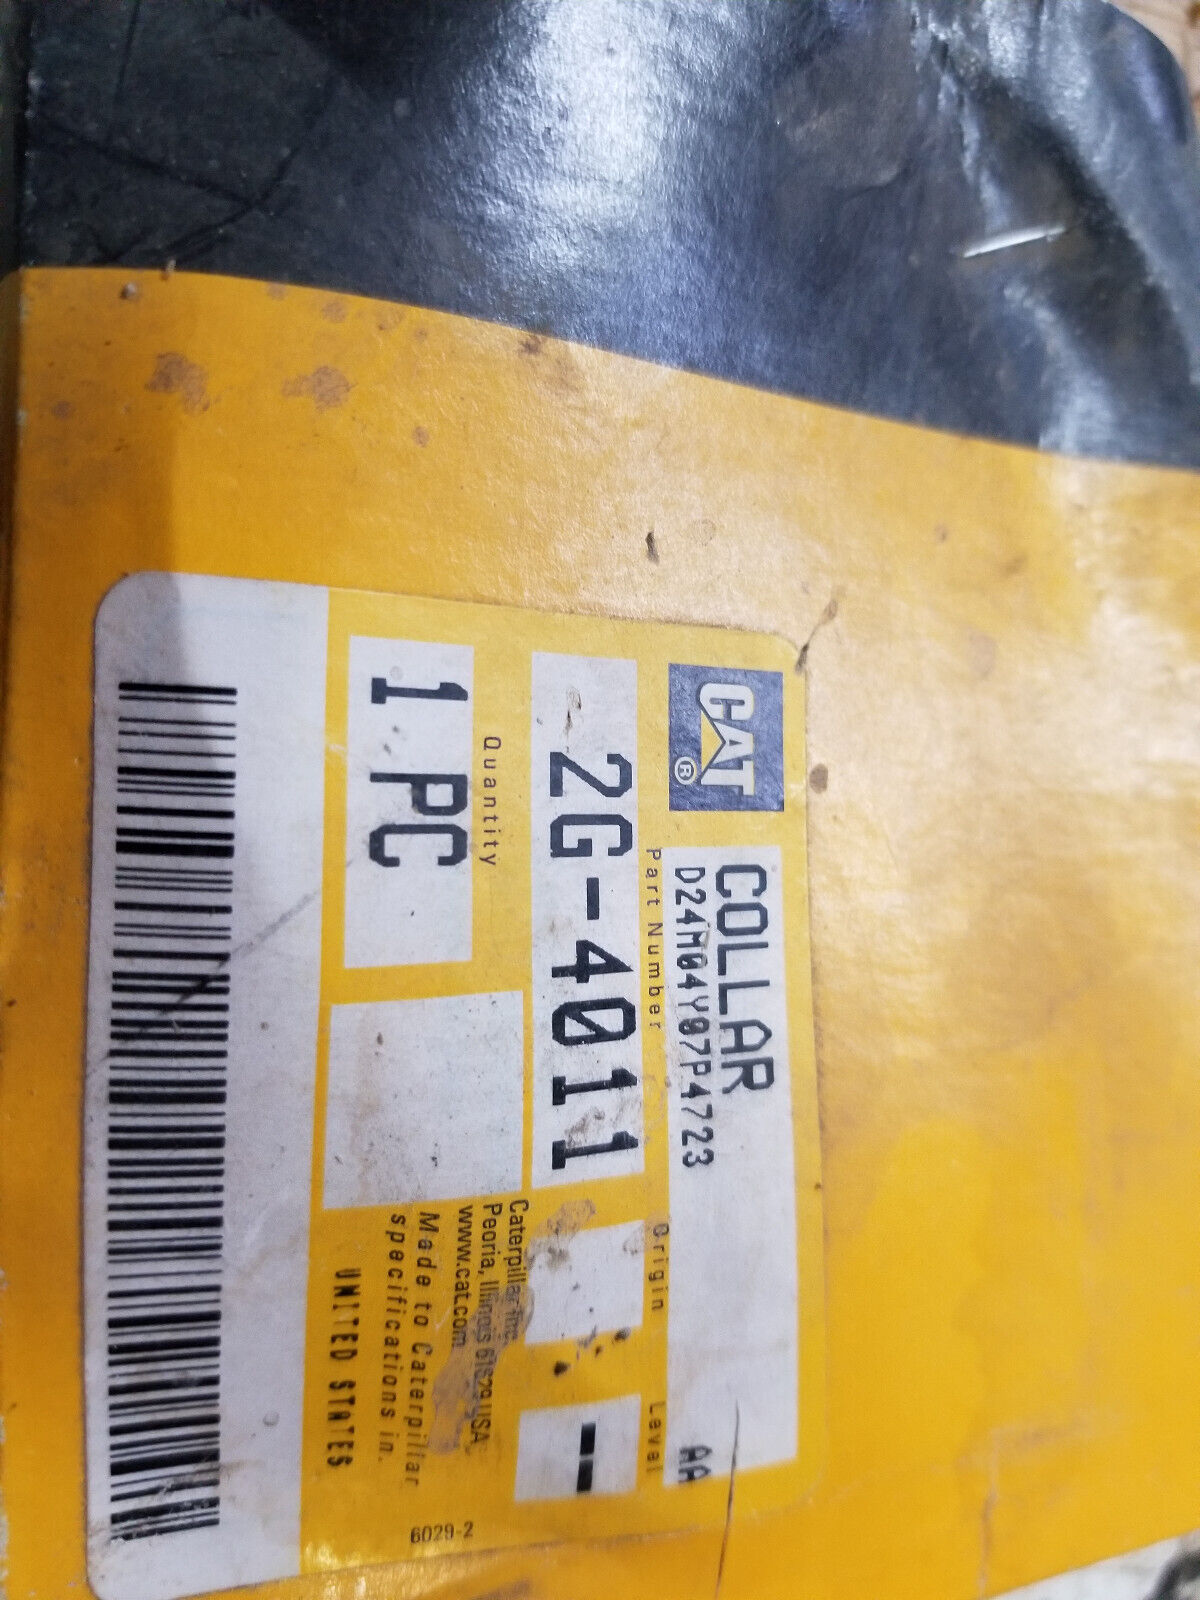 CAT®
COLLAR
D24M04Y07P4723 AA
Part Number Origin Level
2G-4011 --
Quantity
1 PC
Caterpillar Inc.
Peoria, Illinois 61629 USA
www.cat.com
Made to Caterpillar
specifications in.
UNITED STATES
6029-2